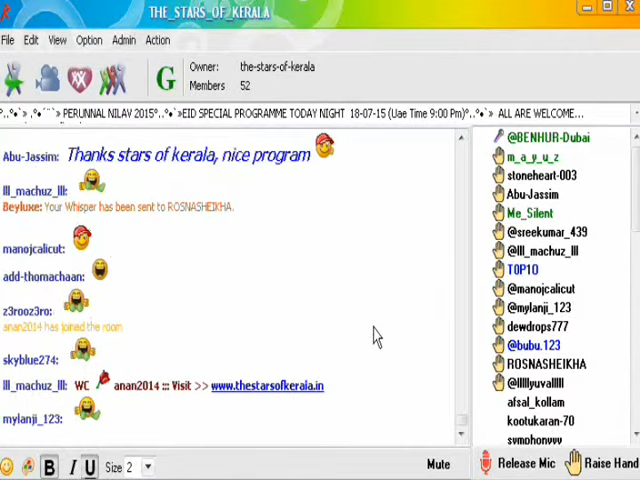 THE_STARS_OF_KERALA
File Edit View Option Admin Action
Owner: the-stars-of-kerala
Members 52
G
°..°•`» ,°•´¨`» PERUNNAL NILAV 2015°..°•`»EID SPECIAL PROGRAMME TODAY NIGHT 18-07-15 (Uae Time 9:00 Pm)°..°•`» ALL ARE WELCOME...
Abu-Jassim: Thanks stars of kerala, nice program
lll_machuz_lll:
Beyluxe: Your Whisper has been sent to ROSNASHEIKHA.
manojcalicut:
add-thomachaan:
z3rooz3ro:
anan2014 has joined the room
skyblue274:
lll_machuz_lll: WC anan2014 ::: Visit >> www.thestarsofkerala.in
mylanji_123:
@BENHUR-Dubai
m_a_y_u_z
stoneheart-003
Abu-Jassim
Me_Silent
@sreekumar_439
@lll_machuz_lll
T0P10
@manojcalicut
@mylanji_123
dewdrops777
@bubu.123
ROSNASHEIKHA
@lllllyuvalllll
afsal_kollam
kootukaran-70
symphonyyy
B I U Size 2
Mute
Release Mic
Raise Hand